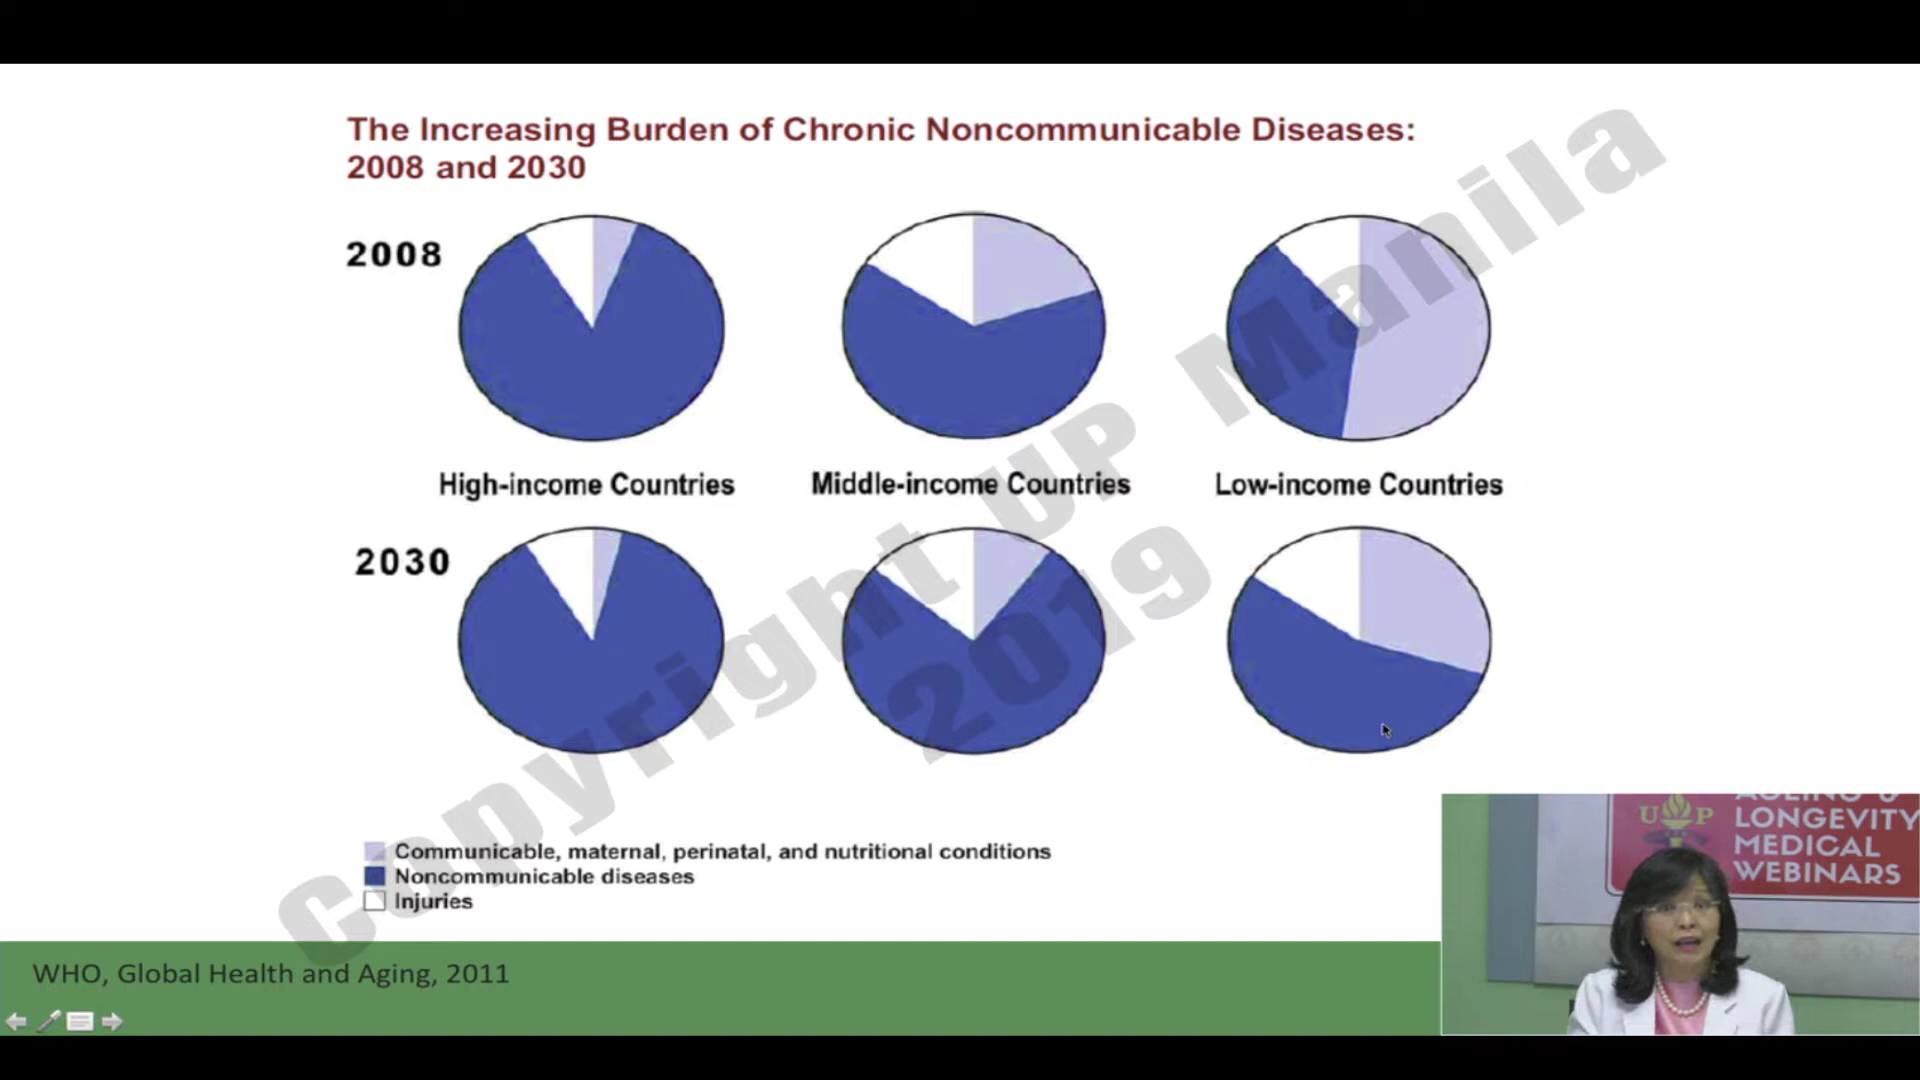 The Increasing Burden of Chronic Noncommunicable Diseases:
2008 and 2030
2008
High-income Countries
Middle-income Countries
Low-income Countries
2030
Communicable, maternal, perinatal, and nutritional conditions
Noncommunicable diseases
Injuries
WHO, Global Health and Aging, 2011
Copyright UP Manila
2019
UP
AGEING &
LONGEVITY
MEDICAL
WEBINARS